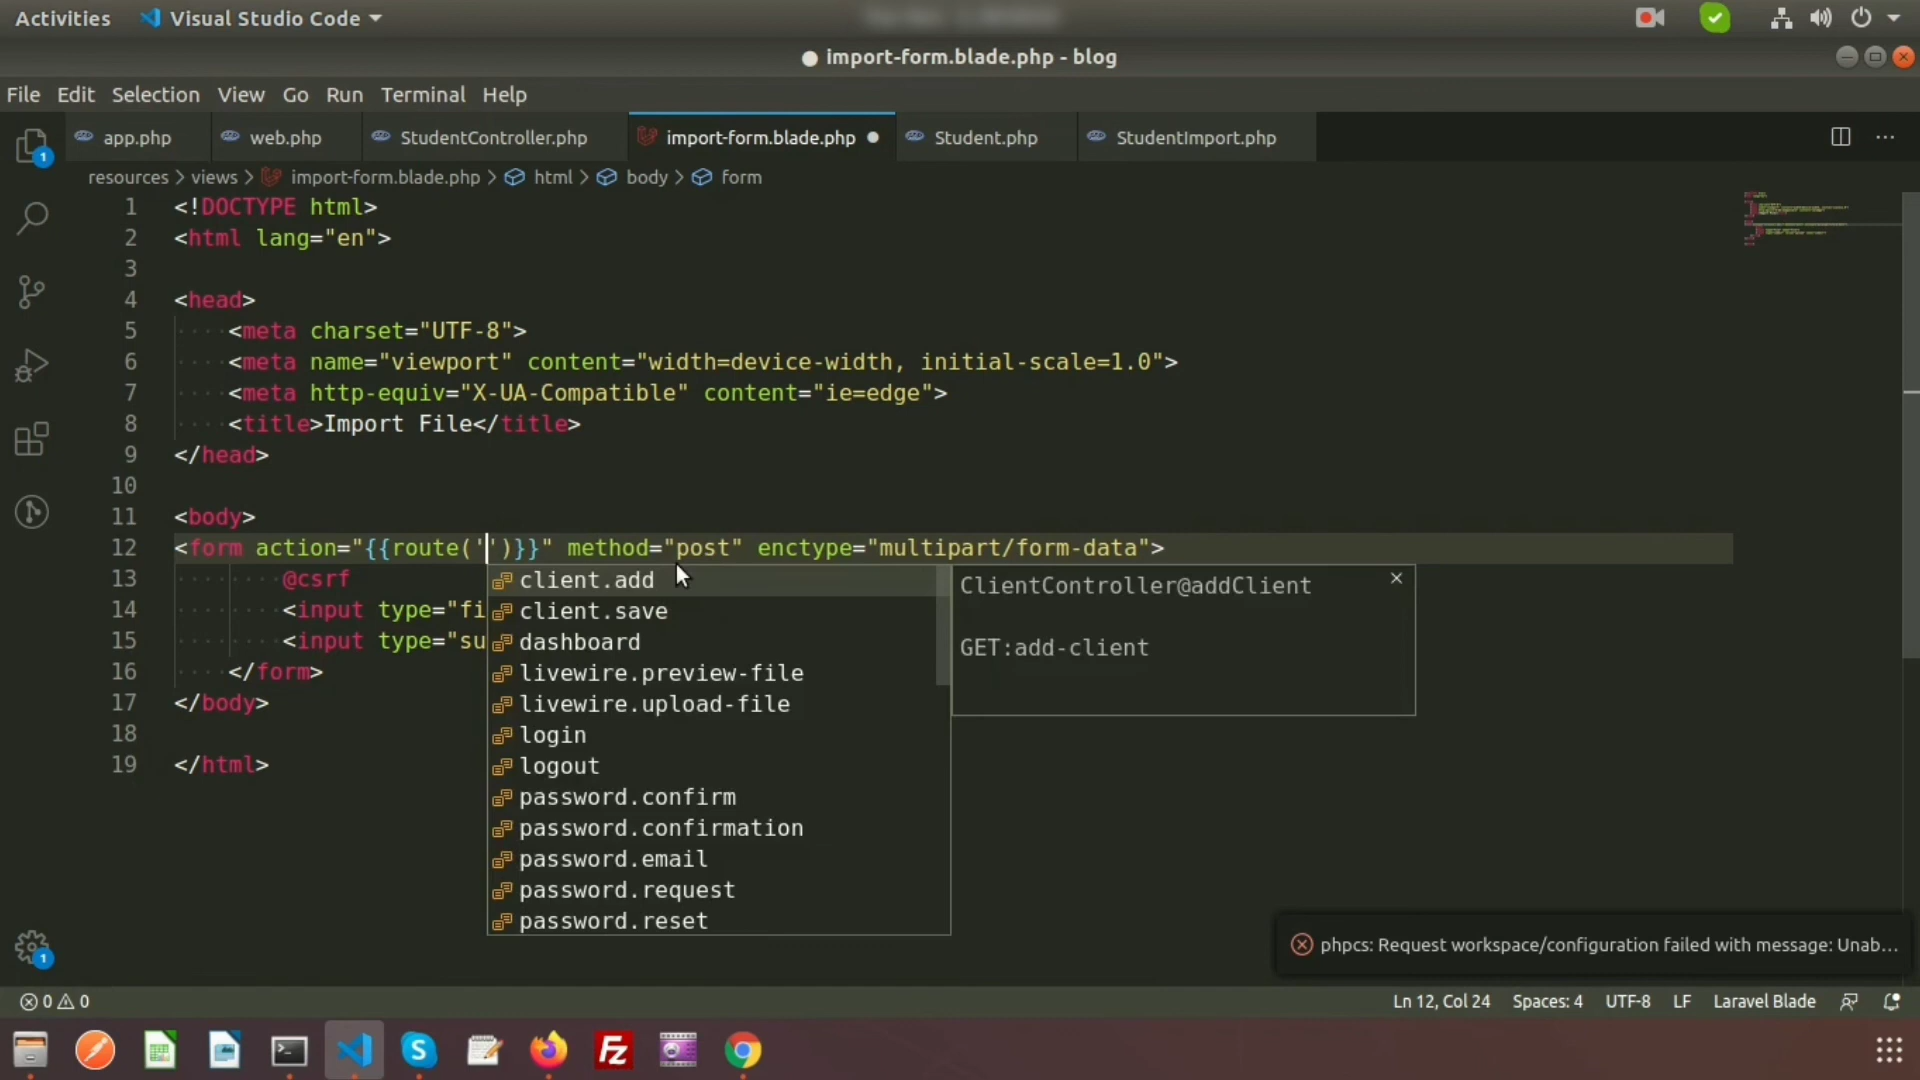 Activities
Visual Studio Code
import-form.blade.php - blog
File Edit Selection View Go Run Terminal Help
1
app.php
web.php
StudentController.php
import-form.blade.php
Student.php
StudentImport.php
resources > views > import-form.blade.php > html > body > form
1 <!DOCTYPE html>
2 <html lang="en">
3
4 <head>
5 <meta charset="UTF-8">
6 <meta name="viewport" content="width=device-width, initial-scale=1.0">
7 <meta http-equiv="X-UA-Compatible" content="ie=edge">
8 <title>Import File</title>
9 </head>
10
11 <body>
12 <form action="{{route('')}}" method="post" enctype="multipart/form-data">
13 @csrf
14 <input type="fi
15 <input type="su
16 </form>
17 </body>
18
19 </html>
client.add
client.save
dashboard
livewire.preview-file
livewire.upload-file
login
logout
password.confirm
password.confirmation
password.email
password.request
password.reset
ClientController@addClient
GET:add-client
phpcs: Request workspace/configuration failed with message: Unab...
1
0 0
Ln 12, Col 24
Spaces: 4
UTF-8
LF
Laravel Blade
S
FZ